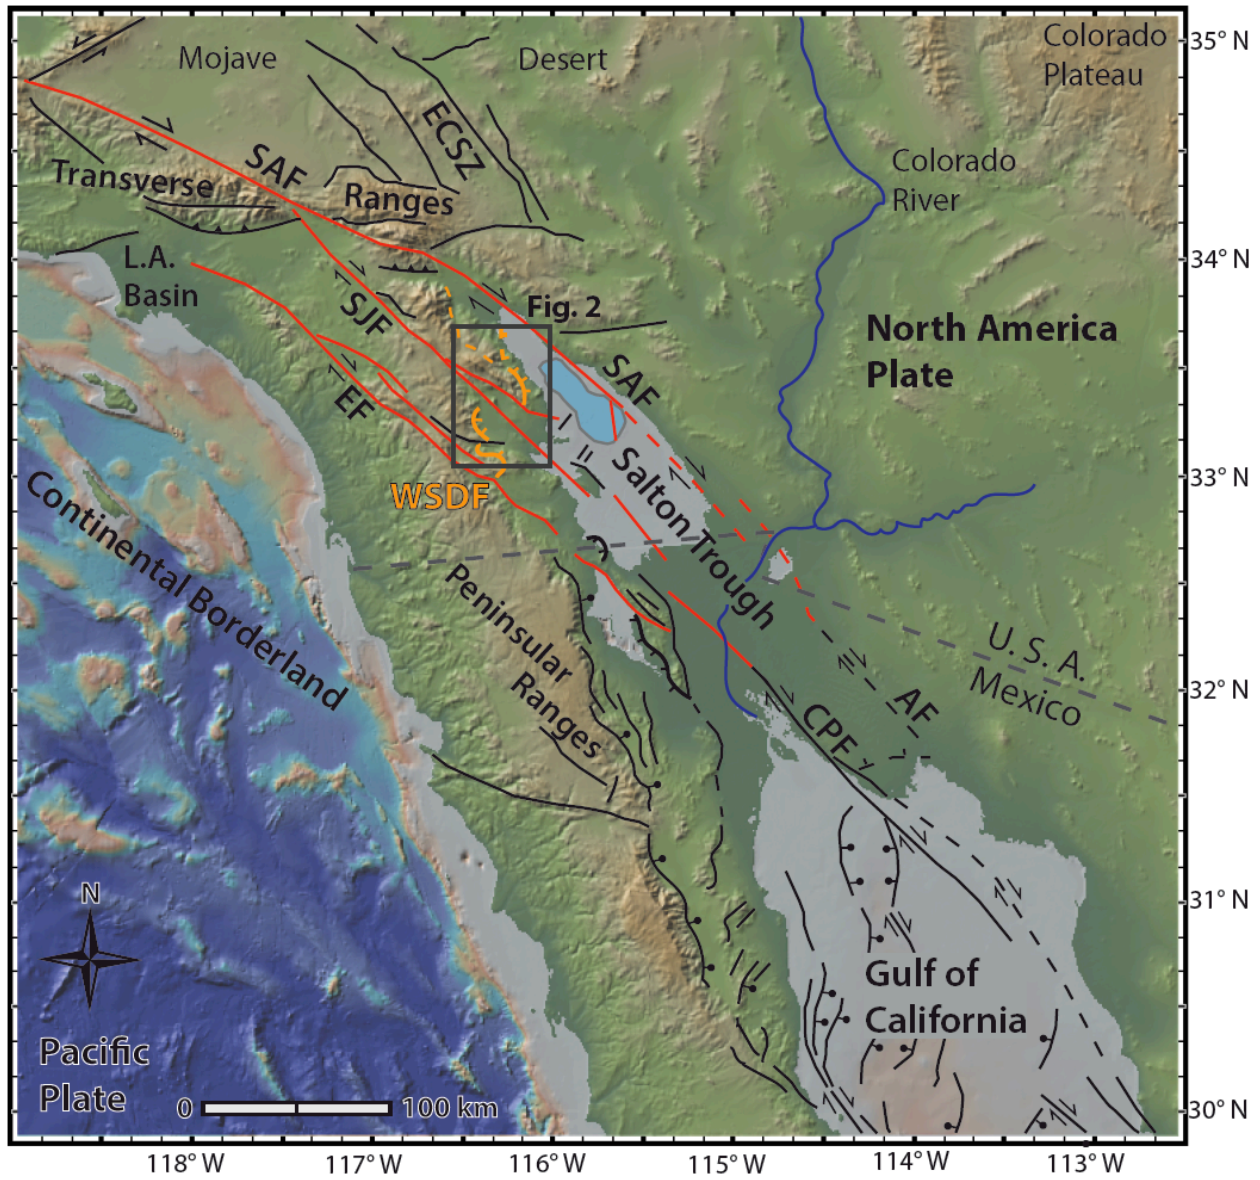 Colorado
Plateau
35° N
Mojave
Desert
ECSZ
SAF
Colorado
River
Transverse
Ranges
34° N
L.A.
Basin
SJF
Fig. 2
North America
Plate
SAF
EF
33° N
WSDF
Salton Trough
Continental Borderland
Peninsular
Ranges
U. S. A.
Mexico
32° N
AF
CPF
N
31° N
Gulf of
California
Pacific
Plate
0
100 km
30° N
118° W
117° W
116° W
115° W
114° W
113° W